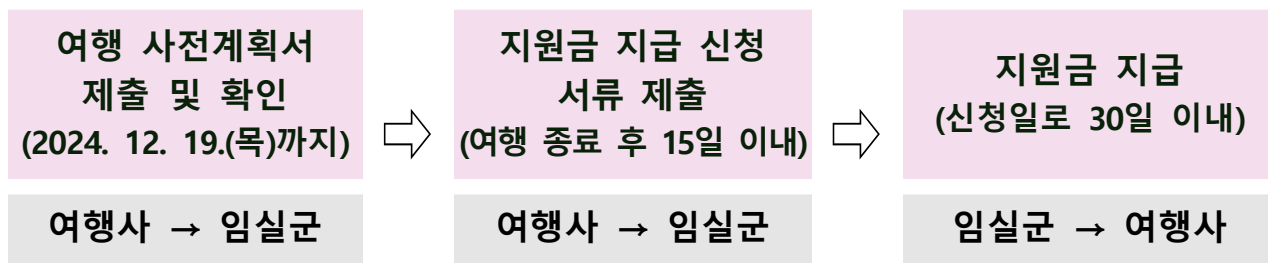 여행 사전계획서
제출 및 확인
(2024. 12. 19.(목)까지)
여행사 → 임실군
지원금 지급 신청
서류 제출
(여행 종료 후 15일 이내)
여행사 → 임실군
지원금 지급
(신청일로 30일 이내)
임실군 → 여행사